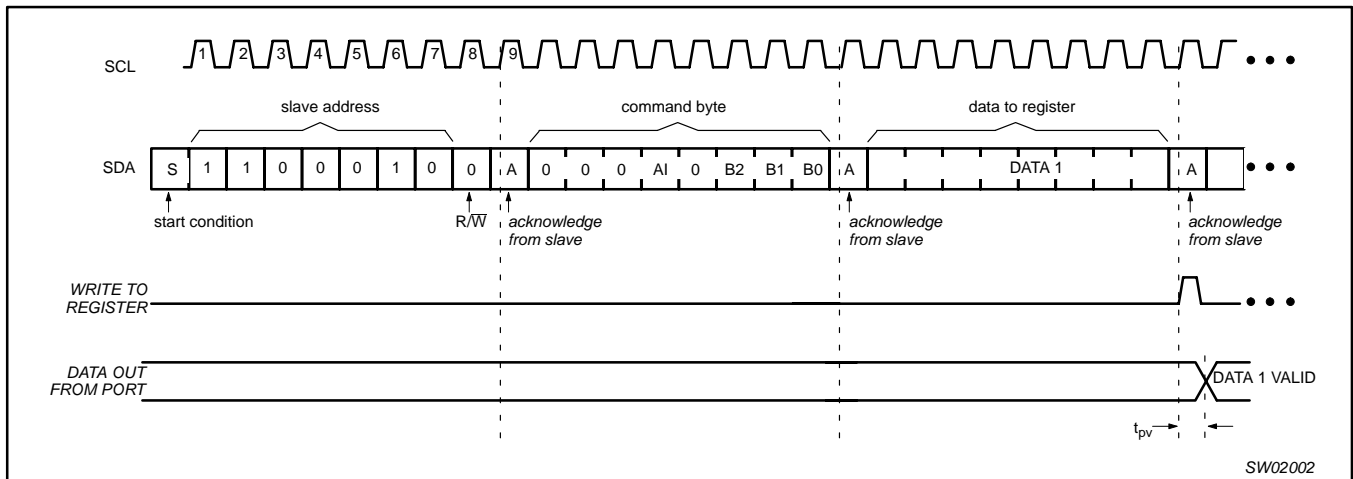 SCL 1 2 3 4 5 6 7 8 9
slave address command byte data to register
SDA S 1 1 0 0 0 1 0 0 A 0 0 0 AI 0 B2 B1 B0 A DATA 1 A
start condition R/W acknowledge from slave acknowledge from slave acknowledge from slave
WRITE TO
REGISTER
DATA OUT
FROM PORT
DATA 1 VALID
tpv
SW02002